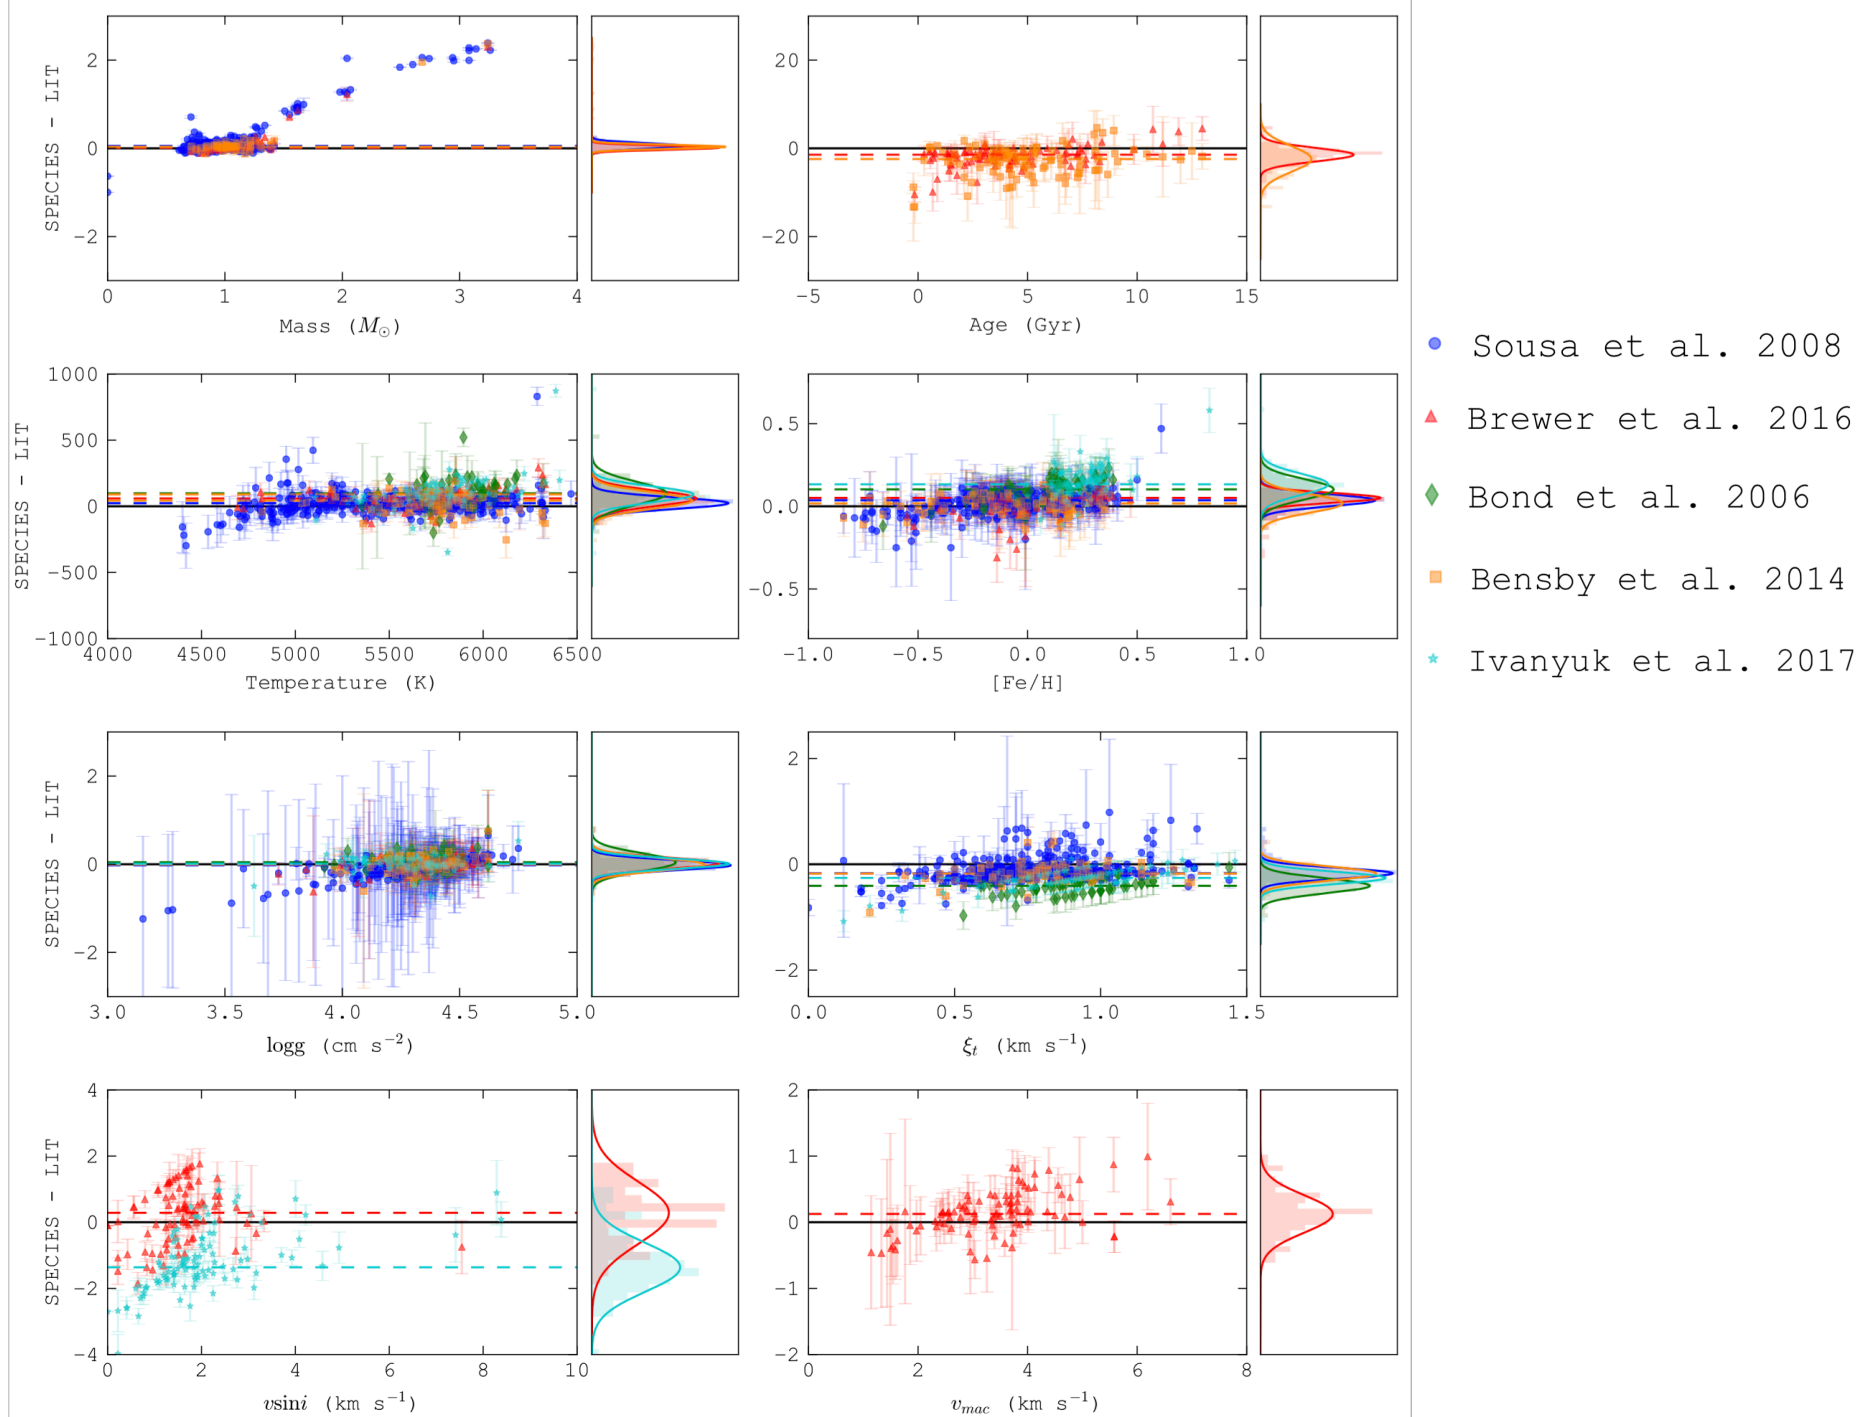 SPECIES - LIT
2
0
-2
0 1 2 3 4
Mass (M⊙)
20
0
-20
-5 0 5 10 15
Age (Gyr)
SPECIES - LIT
1000
500
0
-500
-1000
4000 4500 5000 5500 6000 6500
Temperature (K)
0.5
0.0
-0.5
-1.0 -0.5 0.0 0.5 1.0
[Fe/H]
SPECIES - LIT
2
0
-2
3.0 3.5 4.0 4.5 5.0
logg (cm s⁻²)
2
0
-2
0.0 0.5 1.0 1.5
ξt (km s⁻¹)
SPECIES - LIT
4
2
0
-2
-4
0 2 4 6 8 10
vsini (km s⁻¹)
2
1
0
-1
-2
0 2 4 6 8
vmac (km s⁻¹)
Sousa et al. 2008
Brewer et al. 2016
Bond et al. 2006
Bensby et al. 2014
Ivanyuk et al. 2017